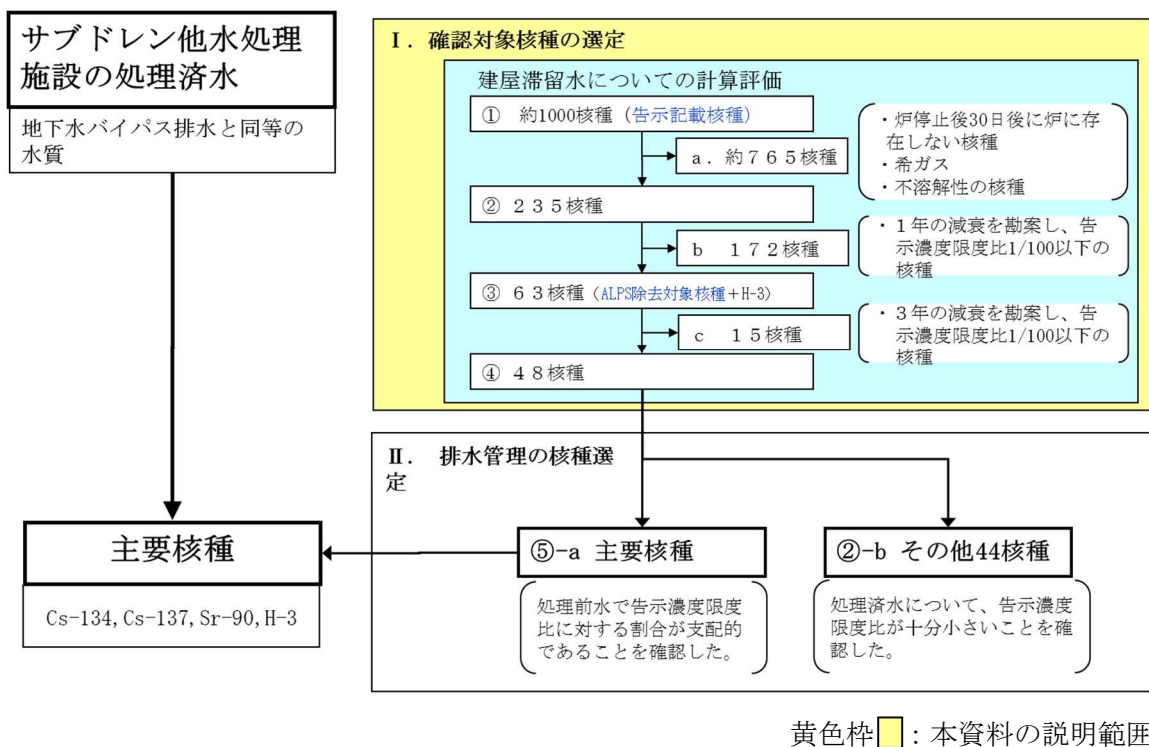 サブドレン他水処理
施設の処理済水
地下水バイパス排水と同等の
水質
Ⅰ. 確認対象核種の選定
建屋滞留水についての計算評価
① 約1000核種（告示記載核種）
a. 約７６５核種
・炉停止後30日後に炉に存
在しない核種
・希ガス
・不溶解性の核種
② ２３５核種
b １７２核種
・１年の減衰を勘案し、告
示濃度限度比1/100以下の
核種
③ ６３核種（ALPS除去対象核種＋H-3）
c １５核種
・３年の減衰を勘案し、告
示濃度限度比1/100以下の
核種
④ ４８核種
Ⅱ. 排水管理の核種選
定
主要核種
Cs-134,Cs-137,Sr-90,H-3
⑤-a 主要核種
処理前水で告示濃度限度
比に対する割合が支配的
であることを確認した。
②-b その他44核種
処理済水について、告示濃度
限度比が十分小さいことを確
認した。
黄色枠：本資料の説明範囲